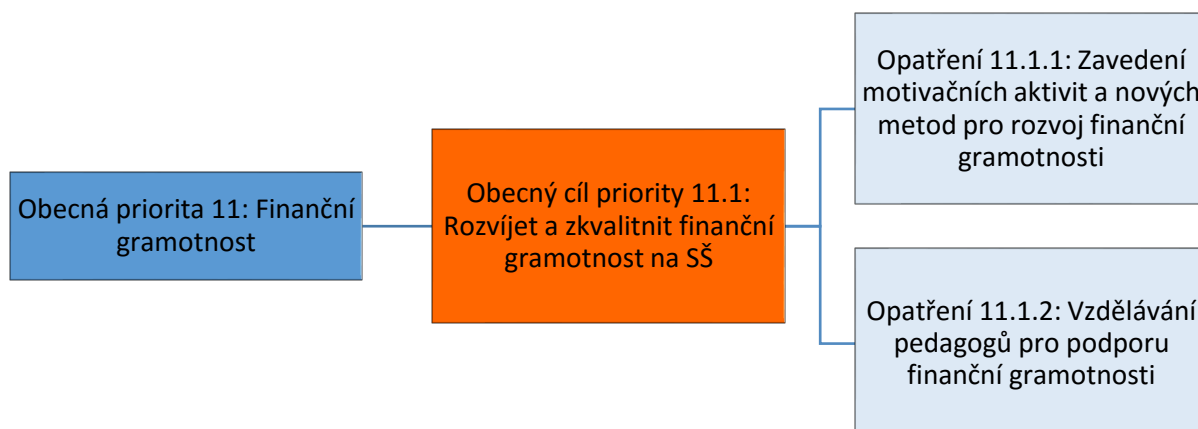 Obecná priorita 11: Finanční
gramotnost
Obecný cíl priority 11.1:
Rozvíjet a zkvalitnit finanční
gramotnost na SŠ
Opatření 11.1.1: Zavedení
motivačních aktivit a nových
metod pro rozvoj finanční
gramotnosti
Opatření 11.1.2: Vzdělávání
pedagogů pro podporu
finanční gramotnosti